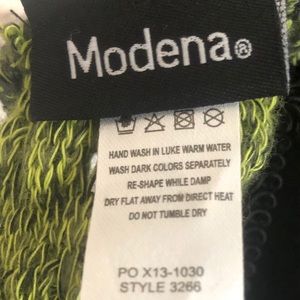 Modena®
HAND WASH IN LUKE WARM WATER
WASH DARK COLORS SEPARATELY
RE-SHAPE WHILE DAMP
DRY FLAT AWAY FROM DIRECT HEAT
DO NOT TUMBLE DRY
PO X13-1030
STYLE 3266